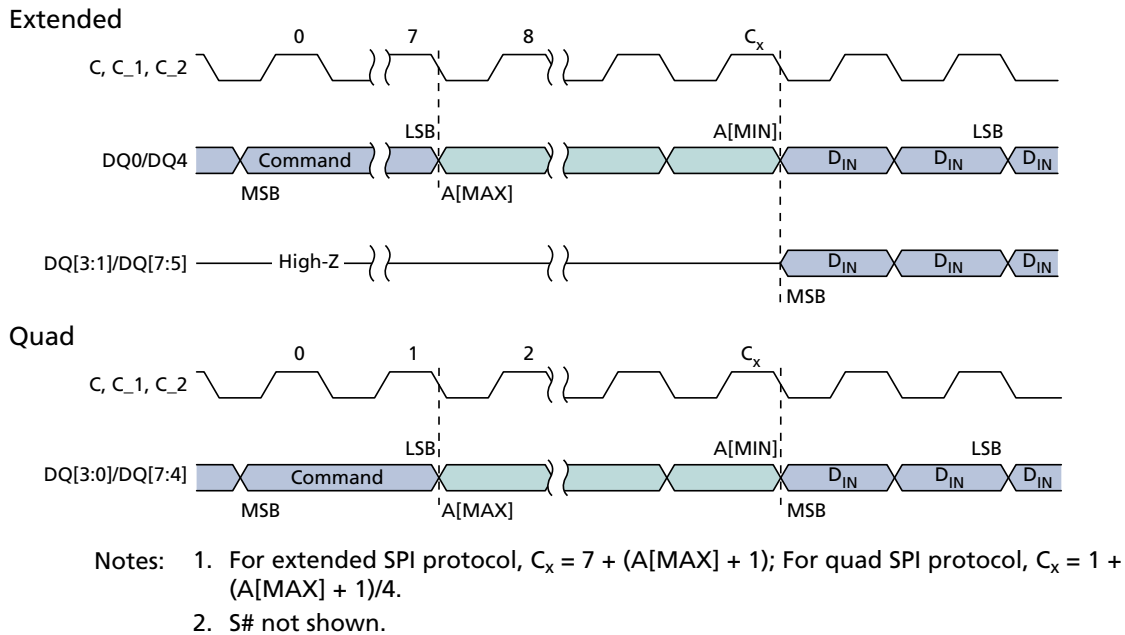 Extended
0 7 8 Cx
C, C_1, C_2
LSB A[MIN] LSB
DQ0/DQ4 Command DIN DIN DIN
MSB A[MAX]
DQ[3:1]/DQ[7:5] High-Z DIN DIN DIN
MSB
Quad
0 1 2 Cx
C, C_1, C_2
LSB A[MIN] LSB
DQ[3:0]/DQ[7:4] Command DIN DIN DIN
MSB A[MAX] MSB
Notes: 1. For extended SPI protocol, Cx = 7 + (A[MAX] + 1); For quad SPI protocol, Cx = 1 +
(A[MAX] + 1)/4.
2. S# not shown.